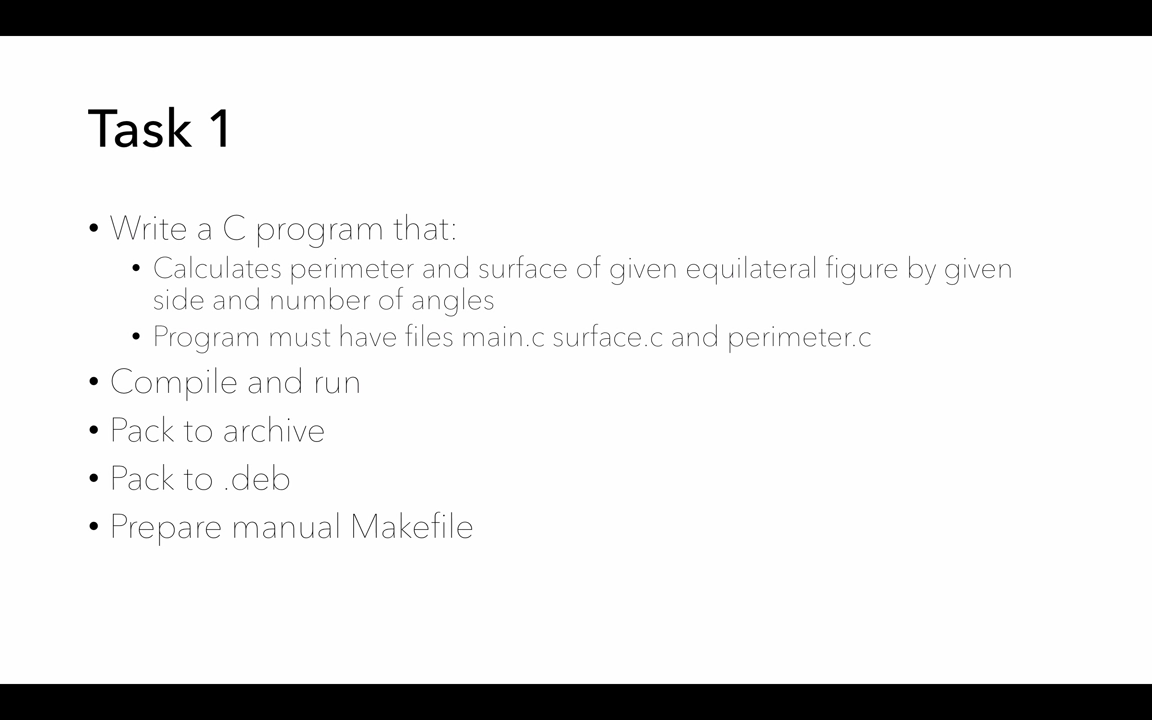 Task 1
• Write a C program that:
• Calculates perimeter and surface of given equilateral figure by given
side and number of angles
• Program must have files main.c surface.c and perimeter.c
• Compile and run
• Pack to archive
• Pack to .deb
• Prepare manual Makefile